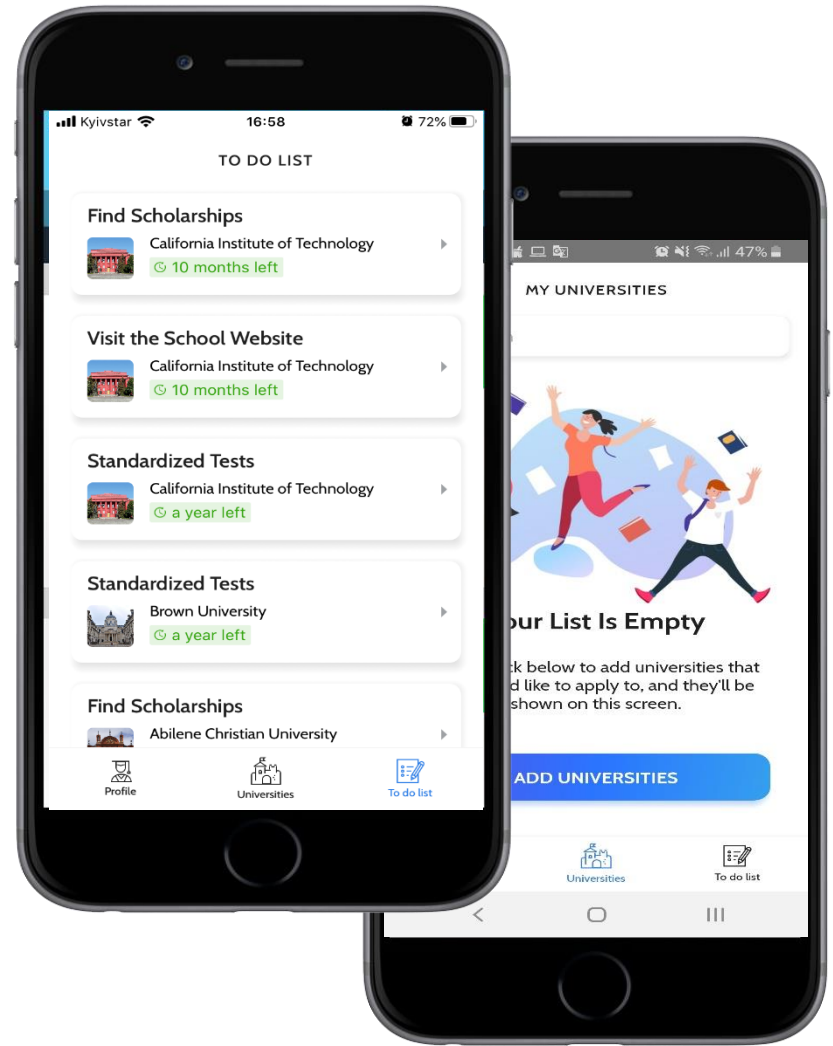 Kyivstar 16:58 72%
TO DO LIST
Find Scholarships
California Institute of Technology
10 months left
Visit the School Website
California Institute of Technology
10 months left
Standardized Tests
California Institute of Technology
a year left
Standardized Tests
Brown University
a year left
Find Scholarships
Abilene Christian University
Profile
Universities
To do list
47%
MY UNIVERSITIES
List Is Empty
below to add universities that
like to apply to, and they'll be
shown on this screen.
ADD UNIVERSITIES
Universities
To do list